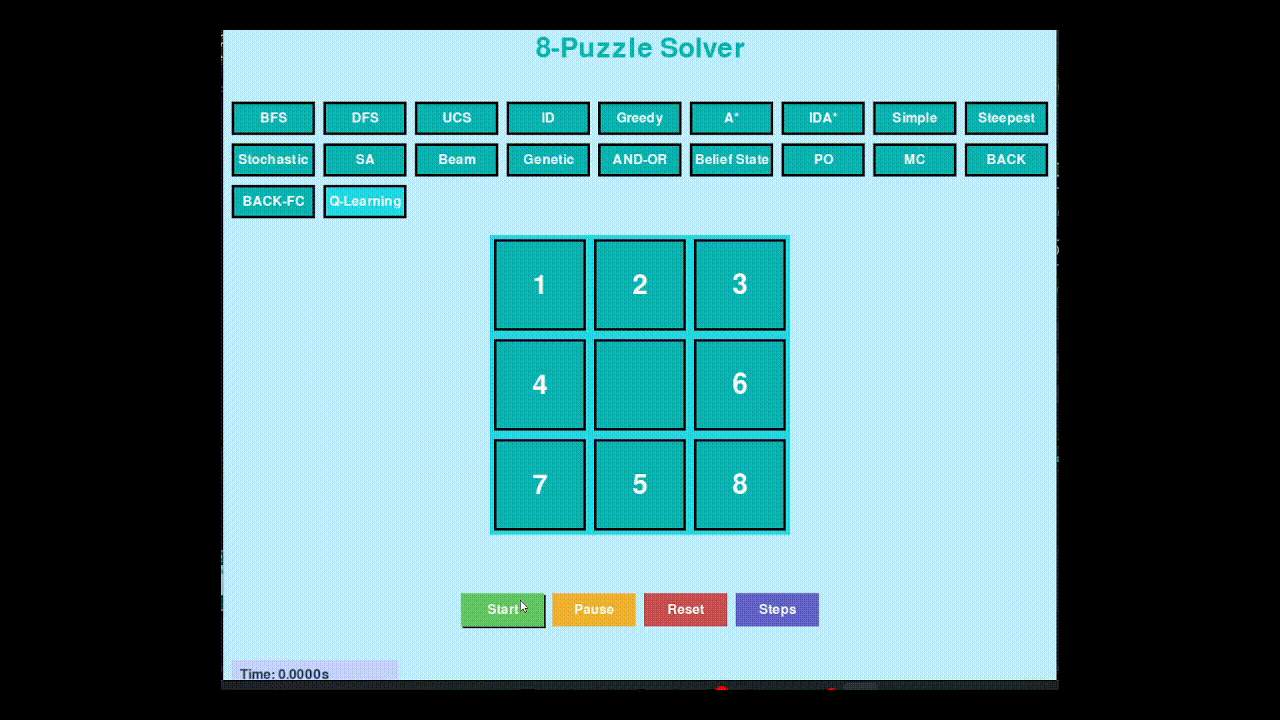 8-Puzzle Solver
BFS DFS UCS ID Greedy A* IDA* Simple Steepest
Stochastic SA Beam Genetic AND-OR Belief State PO MC BACK
BACK-FC Q-Learning
1 2 3
4 6
7 5 8
Start Pause Reset Steps
Time: 0.0000s